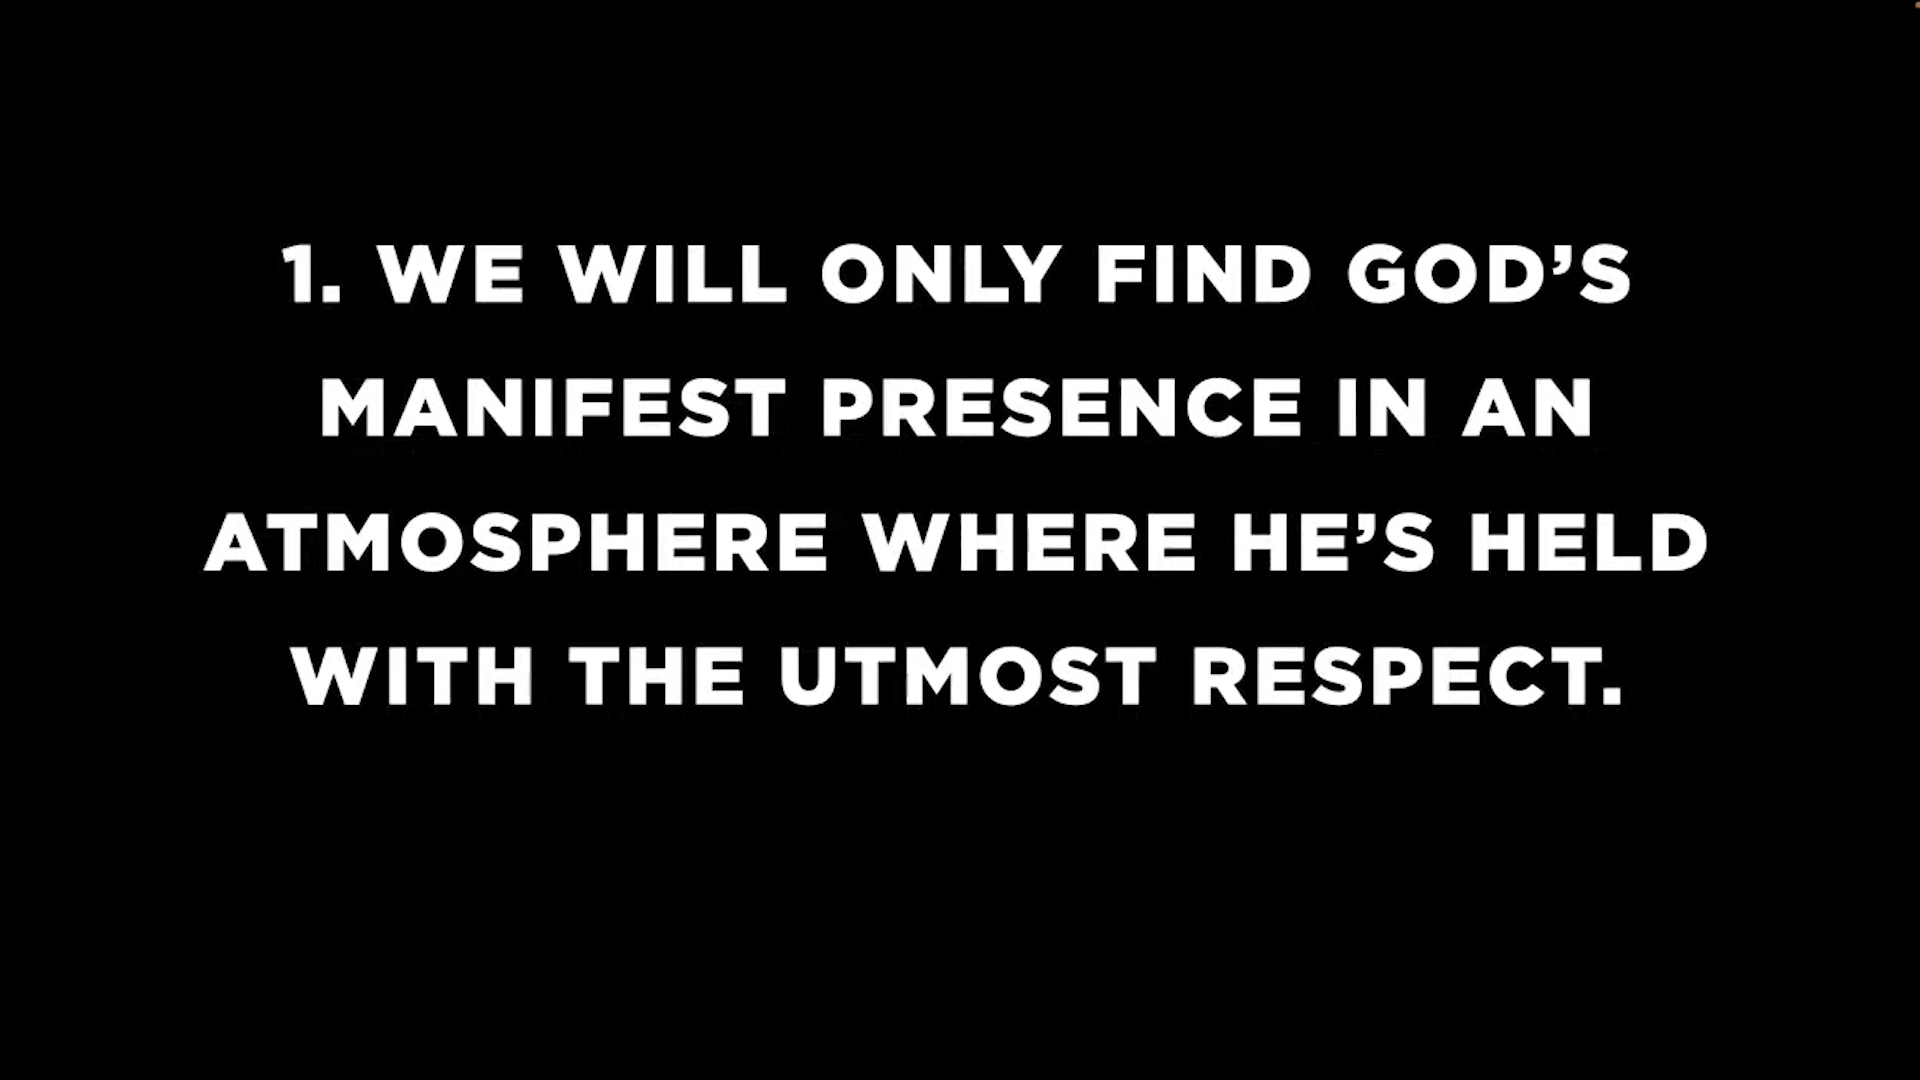 1. WE WILL ONLY FIND GOD’S
MANIFEST PRESENCE IN AN
ATMOSPHERE WHERE HE’S HELD
WITH THE UTMOST RESPECT.